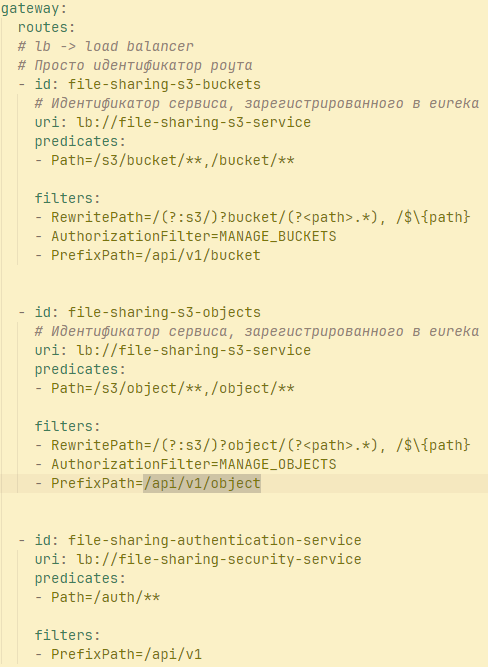 gateway:
  routes:
  # lb -> load balancer
  # Просто идентификатор роута
  - id: file-sharing-s3-buckets
    # Идентификатор сервиса, зарегистрированного в eureka
    uri: lb://file-sharing-s3-service
    predicates:
    - Path=/s3/bucket/**,/bucket/**
    filters:
    - RewritePath=/(?:s3/)?bucket/(?<path>.*), /$\{path}
    - AuthorizationFilter=MANAGE_BUCKETS
    - PrefixPath=/api/v1/bucket
  - id: file-sharing-s3-objects
    # Идентификатор сервиса, зарегистрированного в eureka
    uri: lb://file-sharing-s3-service
    predicates:
    - Path=/s3/object/**,/object/**
    filters:
    - RewritePath=/(?:s3/)?object/(?<path>.*), /$\{path}
    - AuthorizationFilter=MANAGE_OBJECTS
    - PrefixPath=/api/v1/object
  - id: file-sharing-authentication-service
    uri: lb://file-sharing-security-service
    predicates:
    - Path=/auth/**
    filters:
    - PrefixPath=/api/v1